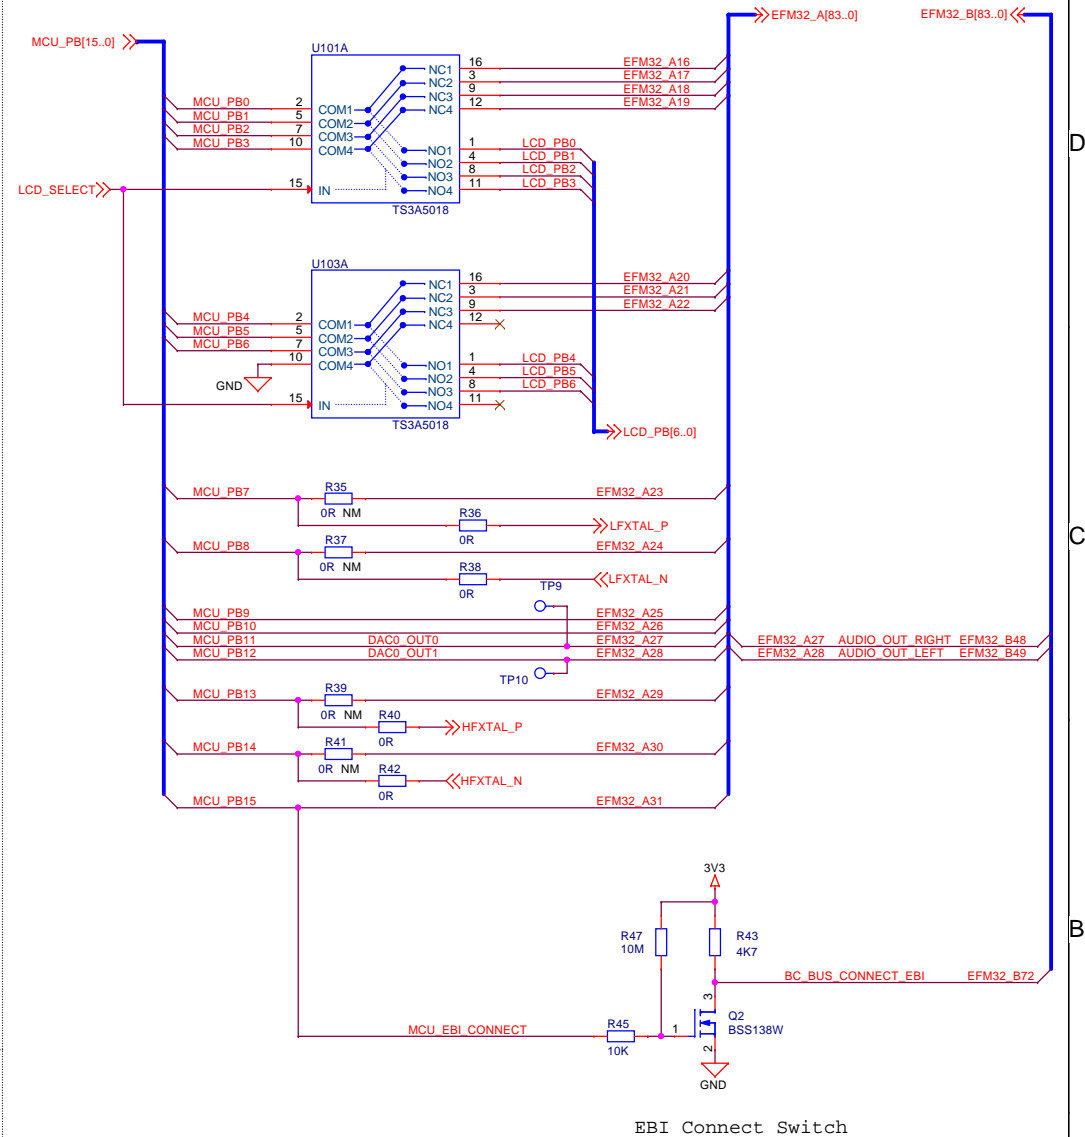 EFM32_A[83..0] EFM32_B[83..0]
MCU_PB[15..0]
U101A
16 EFM32_A16
NC1
3 EFM32_A17
NC2
9 EFM32_A18
NC3
12 EFM32_A19
NC4
MCU_PB0 2 COM1
MCU_PB1 5 COM2
MCU_PB2 7 COM3
MCU_PB3 10 COM4
NO1 1 LCD_PB0
NO2 4 LCD_PB1
NO3 8 LCD_PB2
NO4 11 LCD_PB3
D
LCD_SELECT 15 IN
TS3A5018
U103A
NC1 16 EFM32_A20
NC2 3 EFM32_A21
NC3 9 EFM32_A22
NC4 12
MCU_PB4 2 COM1
MCU_PB5 5 COM2
MCU_PB6 7 COM3
10 COM4
GND
NO1 1 LCD_PB4
NO2 4 LCD_PB5
NO3 8 LCD_PB6
NO4 11
15 IN
TS3A5018
LCD_PB[6..0]
MCU_PB7 R35 EFM32_A23
0R NM R36 LFXTAL_P
0R
C
MCU_PB8 R37 EFM32_A24
0R NM R38 LFXTAL_N
0R
TP9
MCU_PB9 EFM32_A25
MCU_PB10 EFM32_A26
MCU_PB11 DAC0_OUT0 EFM32_A27 EFM32_A27 AUDIO_OUT_RIGHT EFM32_B48
MCU_PB12 DAC0_OUT1 EFM32_A28 EFM32_A28 AUDIO_OUT_LEFT EFM32_B49
TP10
MCU_PB13 R39 EFM32_A29
0R NM R40 HFXTAL_P
0R
MCU_PB14 R41 EFM32_A30
0R NM R42 HFXTAL_N
0R
MCU_PB15 EFM32_A31
3V3
B
R47 R43
10M 4K7
BC_BUS_CONNECT_EBI EFM32_B72
3
Q2
BSS138W
MCU_EBI_CONNECT R45 1
10K
2
GND
EBI Connect Switch